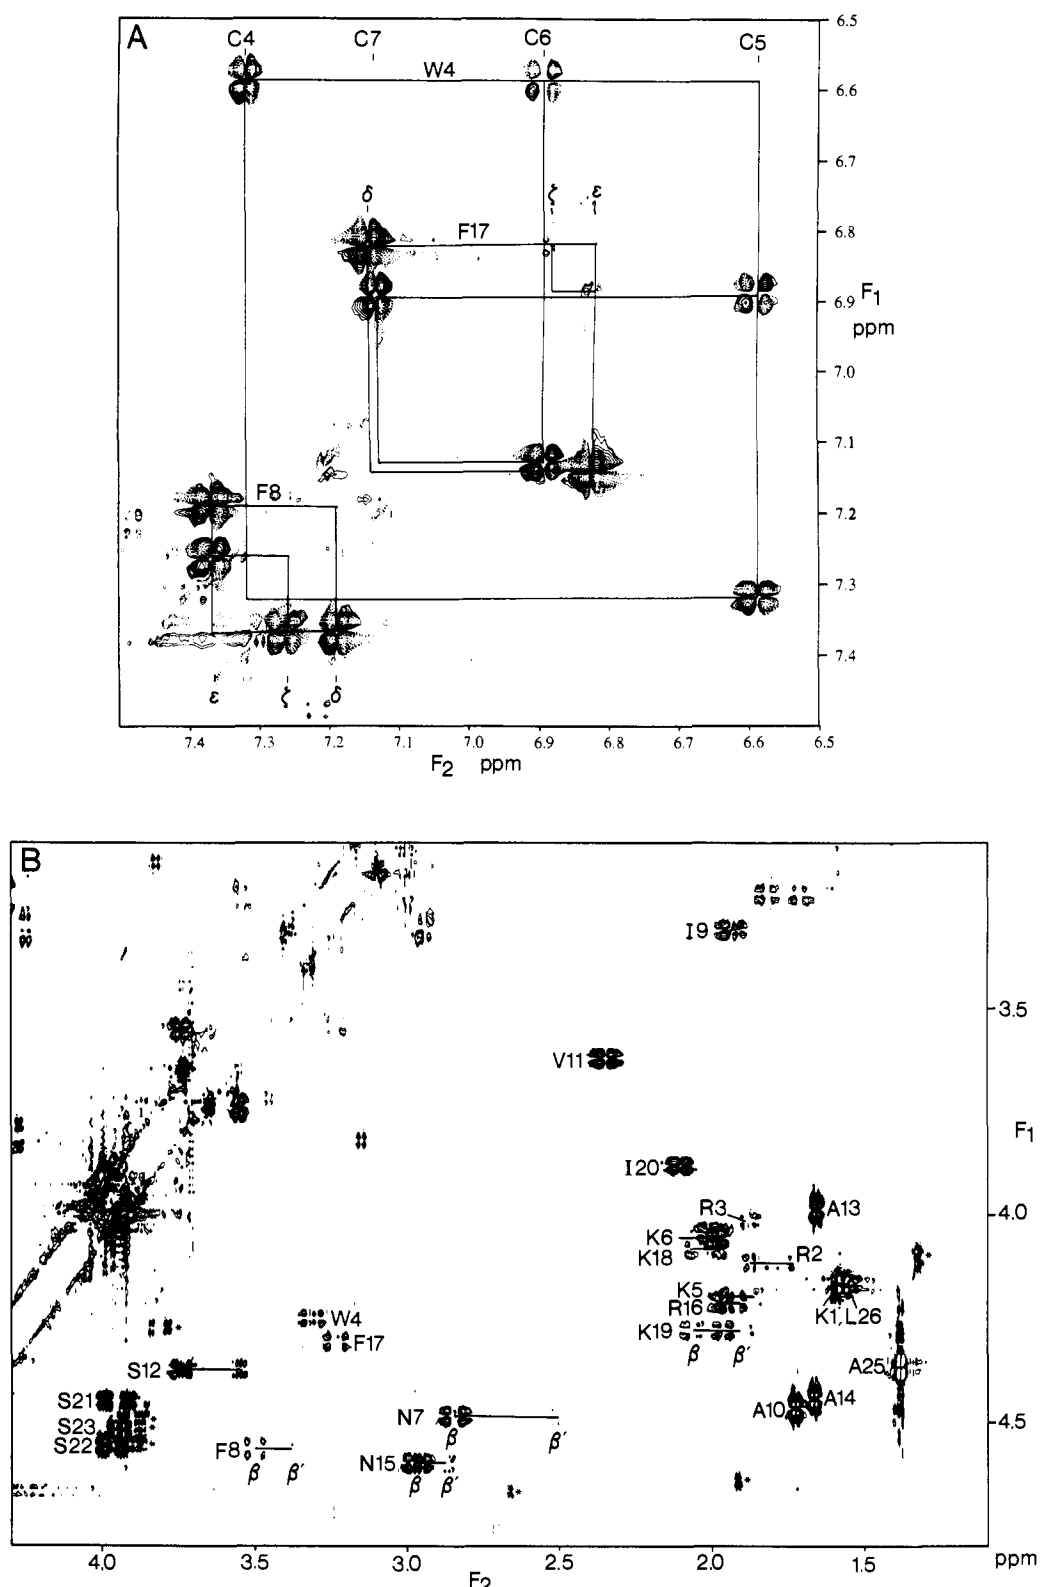 A
C4 C7 C6 C5
W4
6.5
6.6
6.7
6.8
6.9
7.0
7.1
7.2
7.3
7.4
F1
ppm
δ ζ ε
F17
F8
ε ζ δ
7.4 7.3 7.2 7.1 7.0 6.9 6.8 6.7 6.6 6.5
F2 ppm
B
I9
3.5
V11
F1
I20
R3 A13
4.0
K6
K18 R2
K5
R16
K1,L26
W4
F17
K19
β β'
S12
A25
S21
S23
S22
N7
β β'
A10 A14
4.5
F8
β β'
N15
β β'
4.0 3.5 3.0 2.5 2.0 1.5 ppm
F2